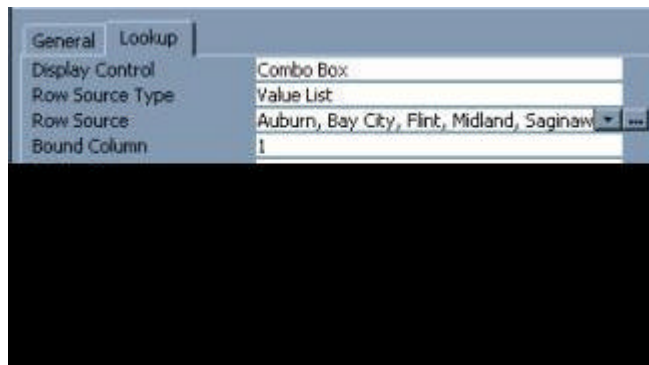 General Lookup
Display Control Combo Box
Row Source Type Value List
Row Source Auburn, Bay City, Flint, Midland, Saginaw
Bound Column 1